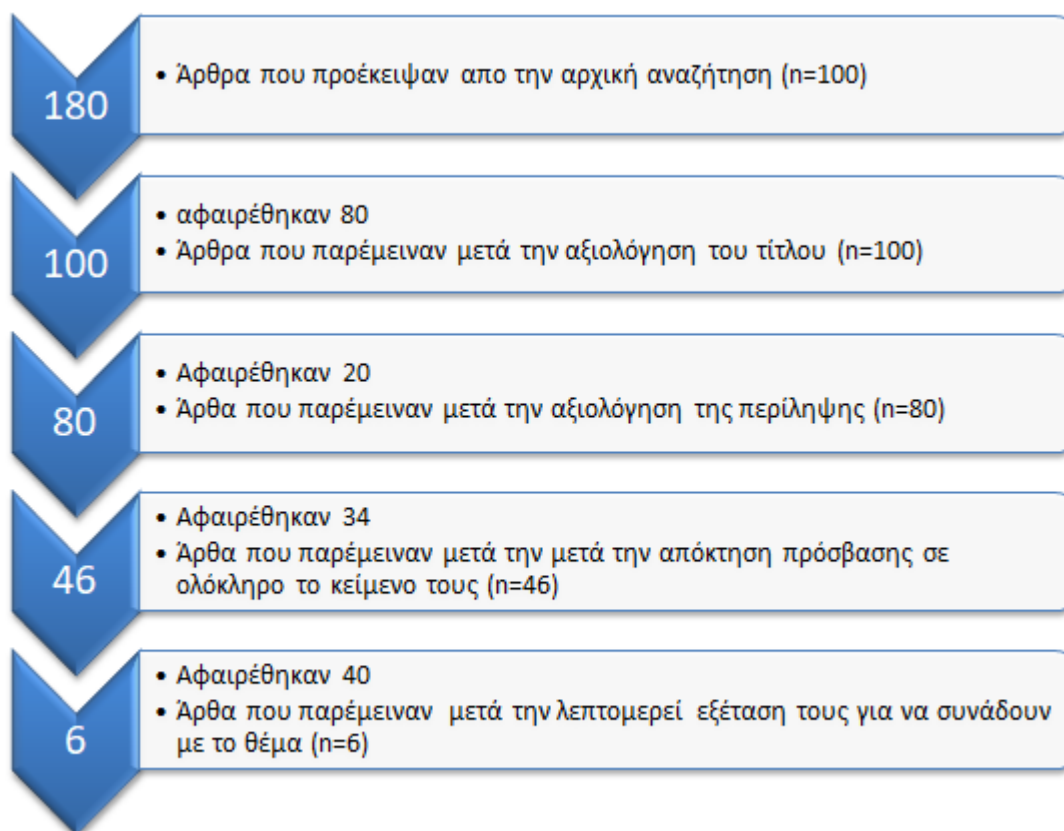 180
• Άρθρα που προέκειψαν απο την αρχική αναζήτηση (n=100)
100
• αφαιρέθηκαν 80
• Άρθρα που παρέμειναν μετά την αξιολόγηση του τίτλου (n=100)
80
• Αφαιρέθηκαν 20
• Άρθα που παρέμειναν μετά την αξιολόγηση της περίληψης (n=80)
46
• Αφαιρέθηκαν 34
• Άρθα που παρέμειναν μετά την μετά την απόκτηση πρόσβασης σε
ολόκληρο το κείμενο τους (n=46)
6
• Αφαιρέθηκαν 40
• Άρθα που παρέμειναν μετά την λεπτομερεί εξέταση τους για να συνάδουν
με το θέμα (n=6)